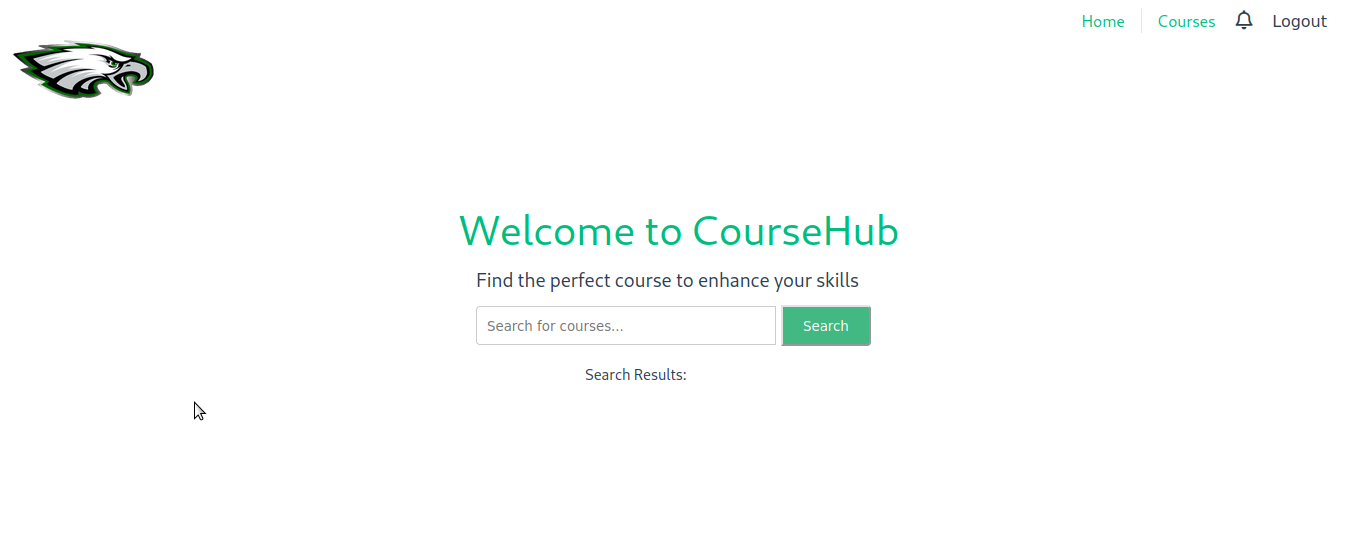 Home Courses Logout
Welcome to CourseHub
Find the perfect course to enhance your skills
Search for courses... Search
Search Results: